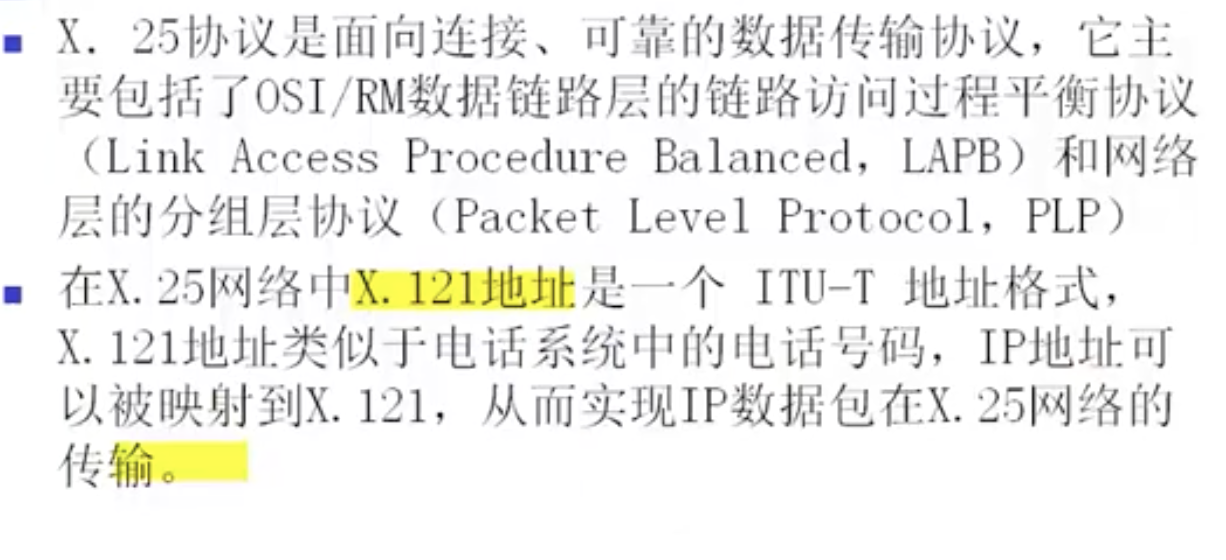 X. 25协议是面向连接、可靠的数据传输协议，它主
要包括了OSI/RM数据链路层的链路访问过程平衡协议
（Link Access Procedure Balanced，LAPB）和网络
层的分组层协议（Packet Level Protocol，PLP）
在X.25网络中X.121地址是一个 ITU-T 地址格式，
X.121地址类似于电话系统中的电话号码，IP地址可
以被映射到X.121，从而实现IP数据包在X.25网络的
传输。